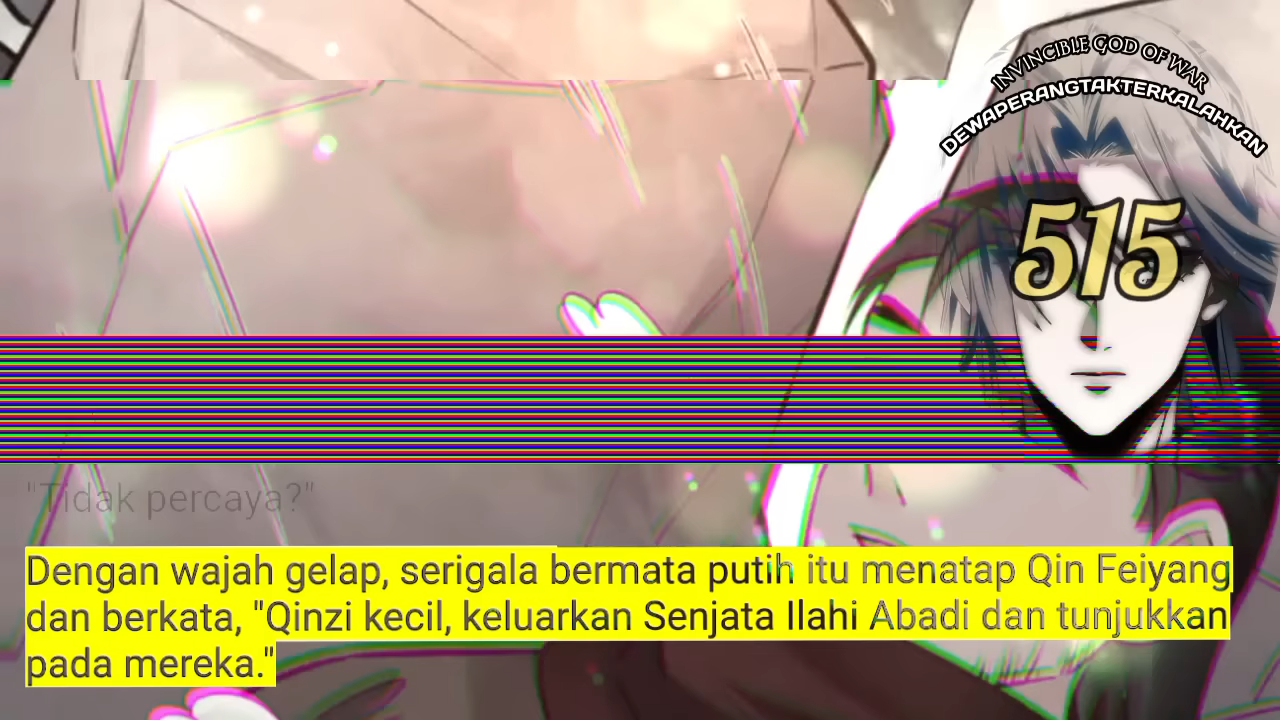 INVINCIBLE GOD OF WAR
DEWAPERANGTAKTERKALAHKAN
515
"Tidak percaya?"
Dengan wajah gelap, serigala bermata putih itu menatap Qin Feiyang
dan berkata, "Qinzi kecil, keluarkan Senjata Ilahi Abadi dan tunjukkan
pada mereka."